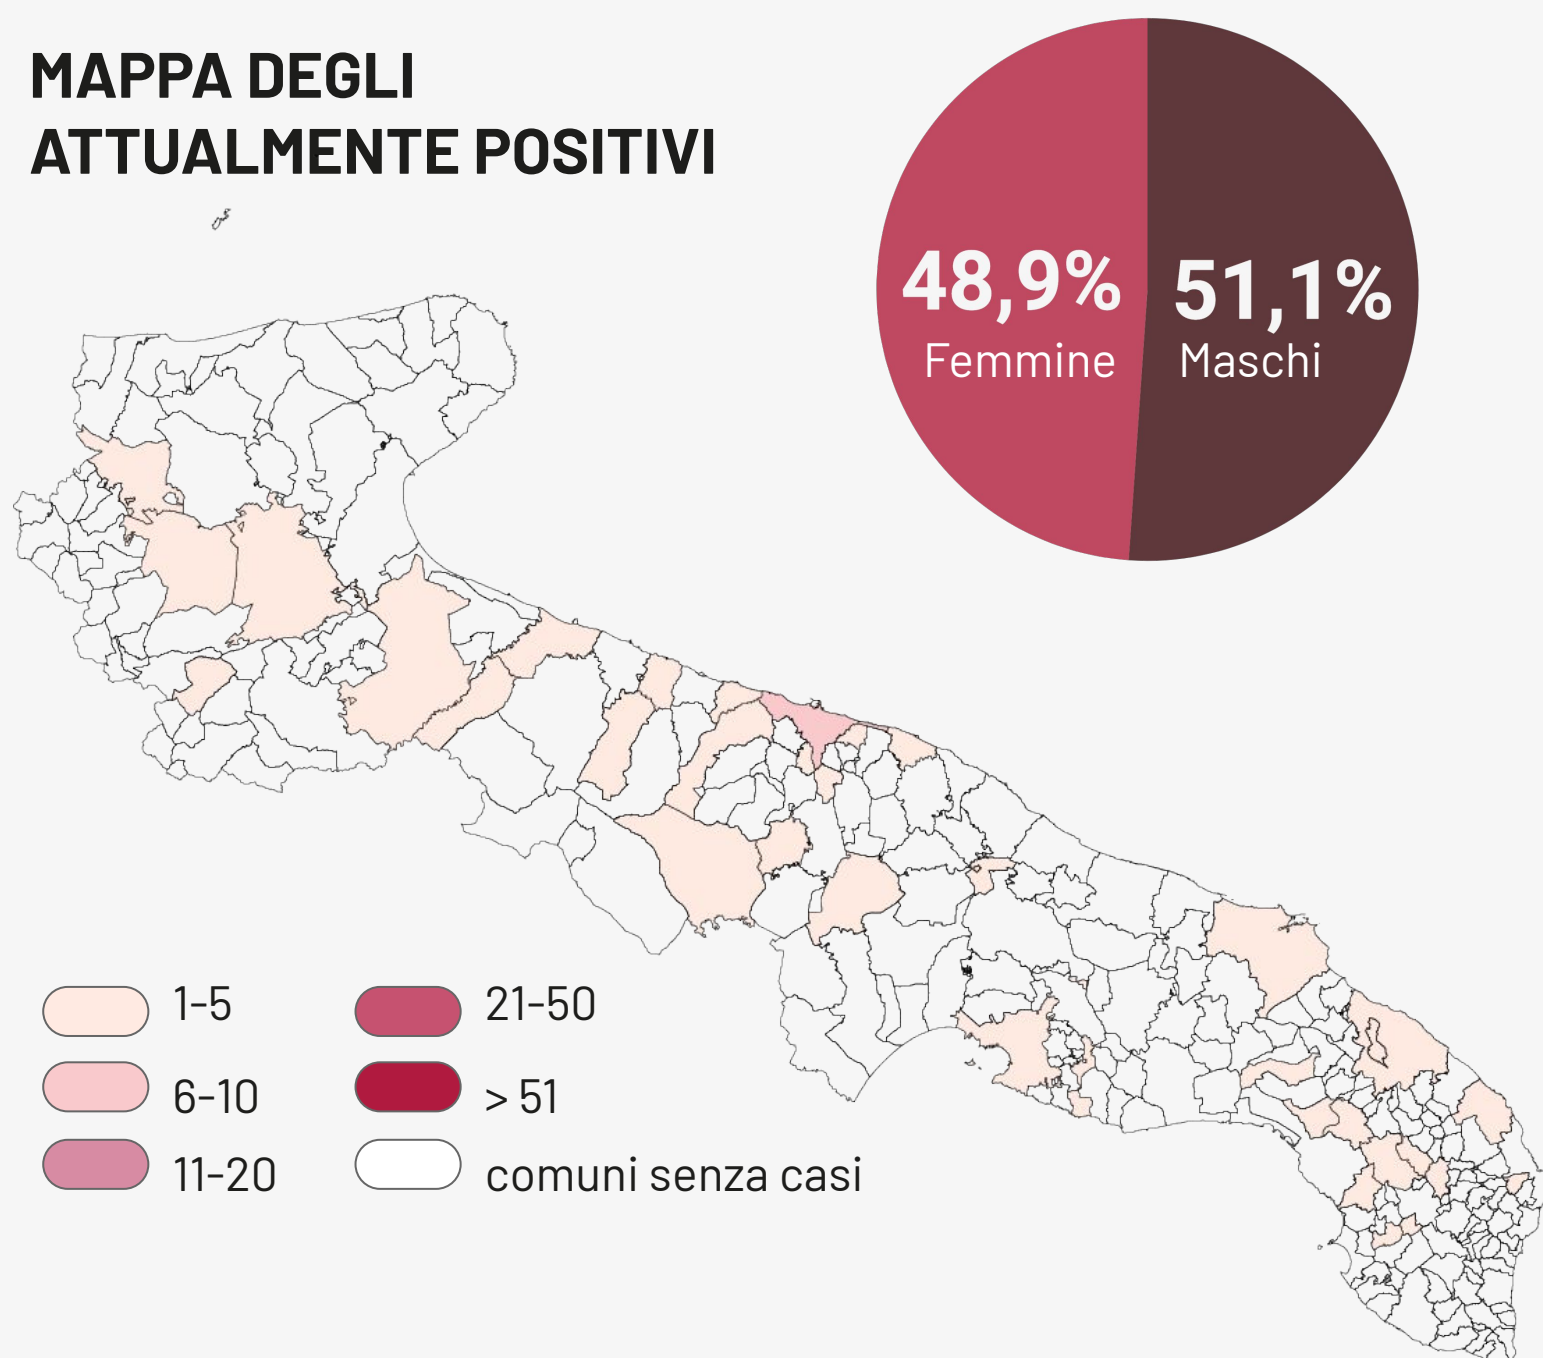 MAPPA DEGLI
ATTUALMENTE POSITIVI
48,9%
Femmine
51,1%
Maschi
1-5
6-10
11-20
21-50
> 51
comuni senza casi